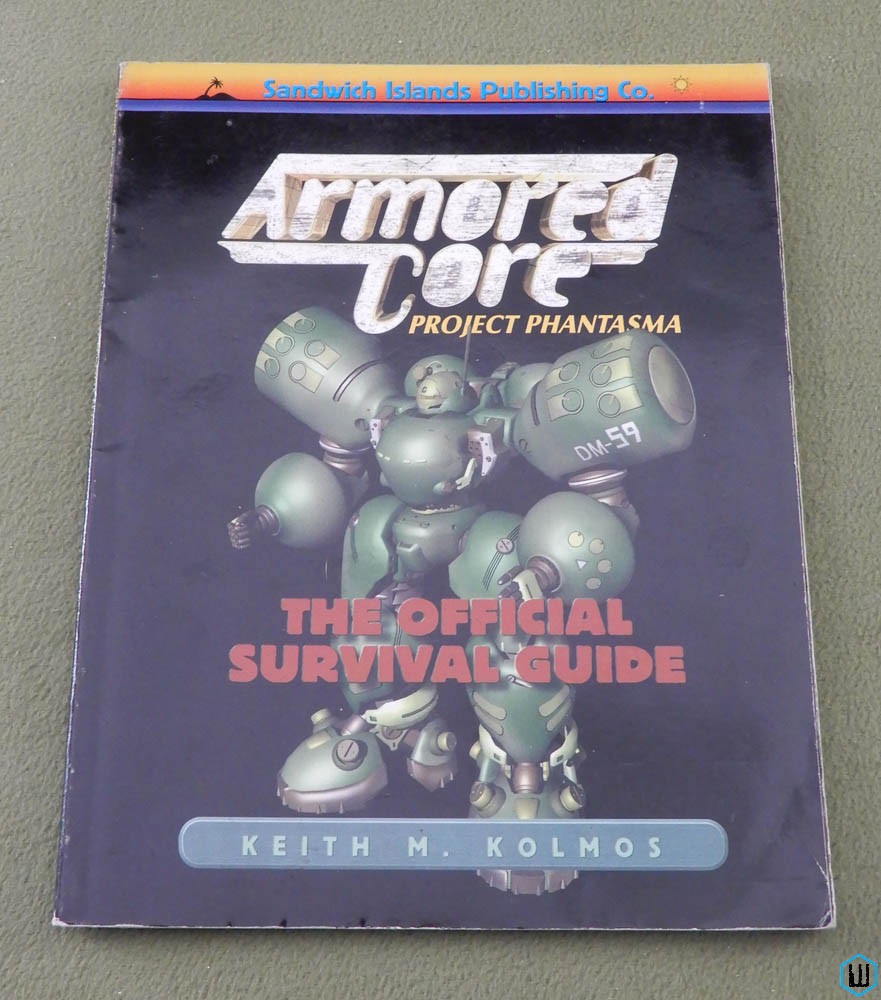 Sandwich Islands Publishing Co.
Armored
Core
PROJECT PHANTASMA
DM-59
THE OFFICIAL
SURVIVAL GUIDE
KEITH M. KOLMOS
W